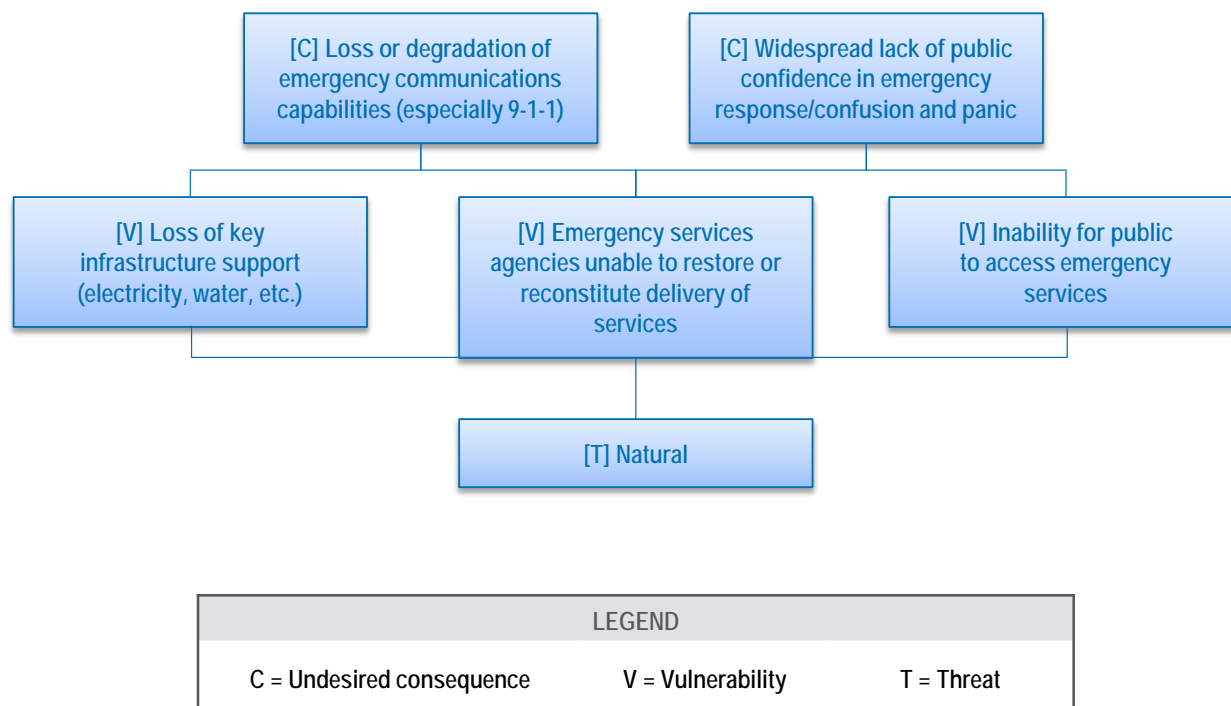 [C] Loss or degradation of
emergency communications
capabilities (especially 9-1-1)
[C] Widespread lack of public
confidence in emergency
response/confusion and panic
[V] Loss of key
infrastructure support
(electricity, water, etc.)
[V] Emergency services
agencies unable to restore or
reconstitute delivery of
services
[V] Inability for public
to access emergency
services
[T] Natural
LEGEND
C = Undesired consequence V = Vulnerability T = Threat